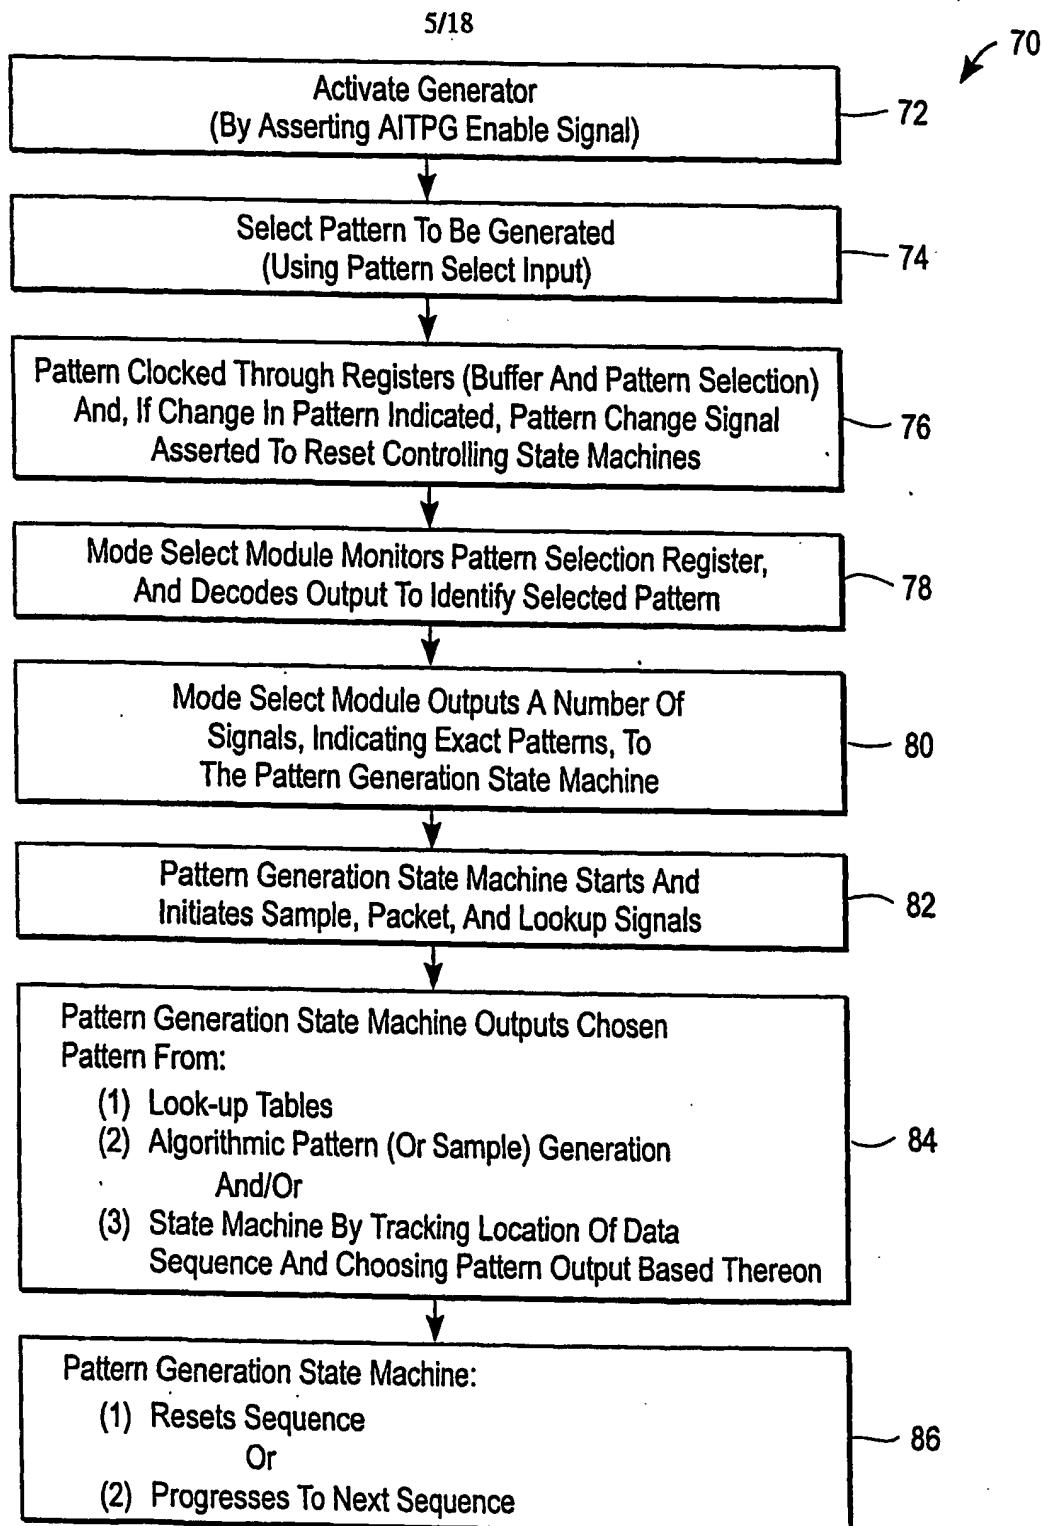 5/18
70
Activate Generator
(By Asserting AITPG Enable Signal)
72
Select Pattern To Be Generated
(Using Pattern Select Input)
74
Pattern Clocked Through Registers (Buffer And Pattern Selection)
And, If Change In Pattern Indicated, Pattern Change Signal
Asserted To Reset Controlling State Machines
76
Mode Select Module Monitors Pattern Selection Register,
And Decodes Output To Identify Selected Pattern
78
Mode Select Module Outputs A Number Of
Signals, Indicating Exact Patterns, To
The Pattern Generation State Machine
80
Pattern Generation State Machine Starts And
Initiates Sample, Packet, And Lookup Signals
82
Pattern Generation State Machine Outputs Chosen
Pattern From:
(1) Look-up Tables
(2) Algorithmic Pattern (Or Sample) Generation
And/Or
(3) State Machine By Tracking Location Of Data
Sequence And Choosing Pattern Output Based Thereon
84
Pattern Generation State Machine:
(1) Resets Sequence
Or
(2) Progresses To Next Sequence
86